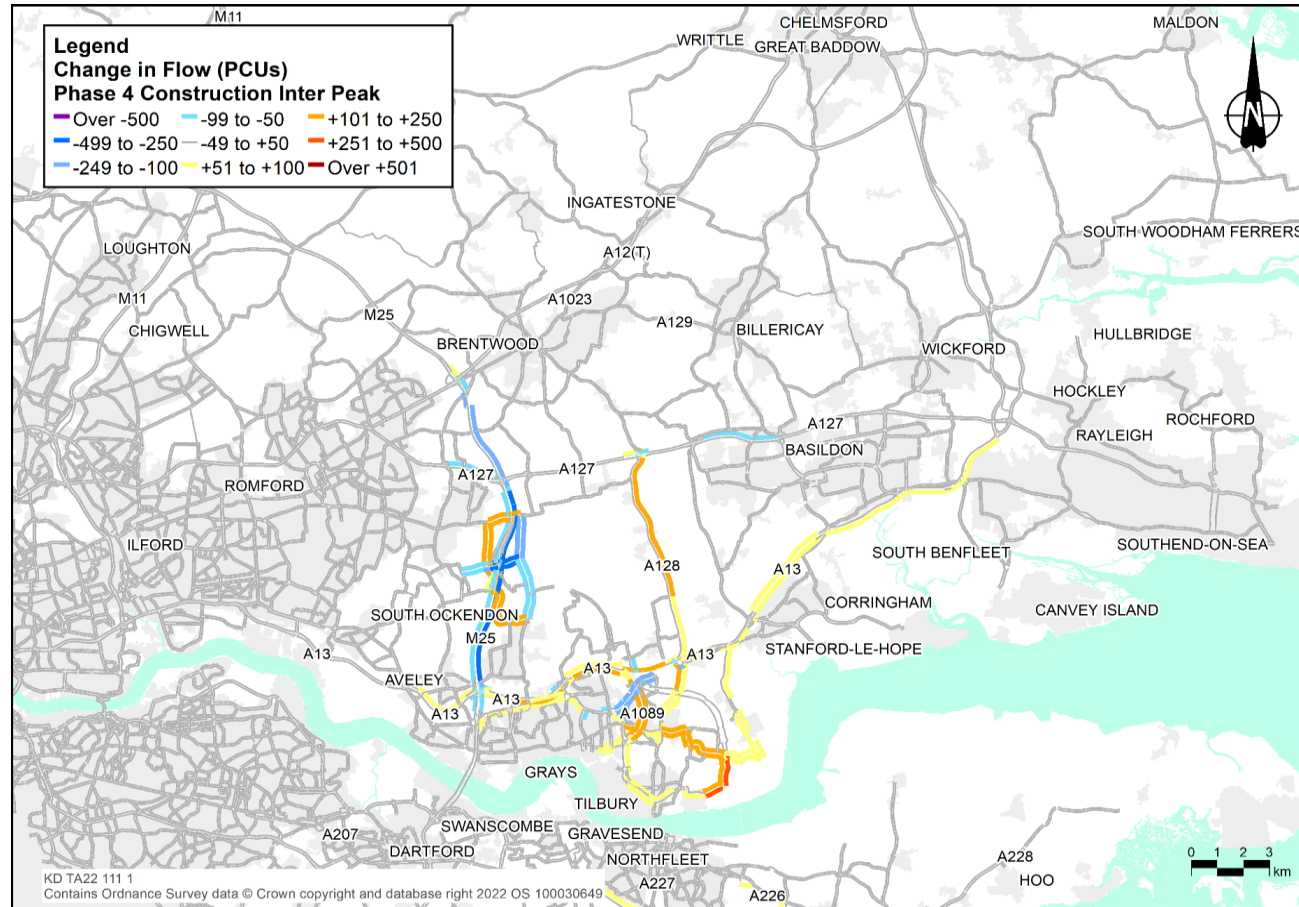 M11
CHELMSFORD
MALDON
WRITTLE
GREAT BADDOW
Legend
Change in Flow (PCUs)
Phase 4 Construction Inter Peak
Over -500 -99 to -50 +101 to +250
-499 to -250 -49 to +50 +251 to +500
-249 to -100 +51 to +100 Over +501
N
INGATESTONE
SOUTH WOODHAM FERRERS
LOUGHTON
A12(T)
M11
A1023
M25
CHIGWELL
A129
BILLERICAY
HULLBRIDGE
BRENTWOOD
WICKFORD
HOCKLEY
ROCHFORD
A127
RAYLEIGH
BASILDON
A127
A127
ROMFORD
ILFORD
SOUTHEND-ON-SEA
SOUTH BENFLEET
A128
A13
CORRINGHAM
CANVEY ISLAND
SOUTH OCKENDON
M25
STANFORD-LE-HOPE
A13
A13
A13
AVELEY
A13
A13
A1089
GRAYS
TILBURY
SWANSCOMBE
GRAVESEND
A207
DARTFORD
NORTHFLEET
A228
HOO
A227
A226
0 1 2 3
km
KD TA22 111 1
Contains Ordnance Survey data © Crown copyright and database right 2022 OS 100030649